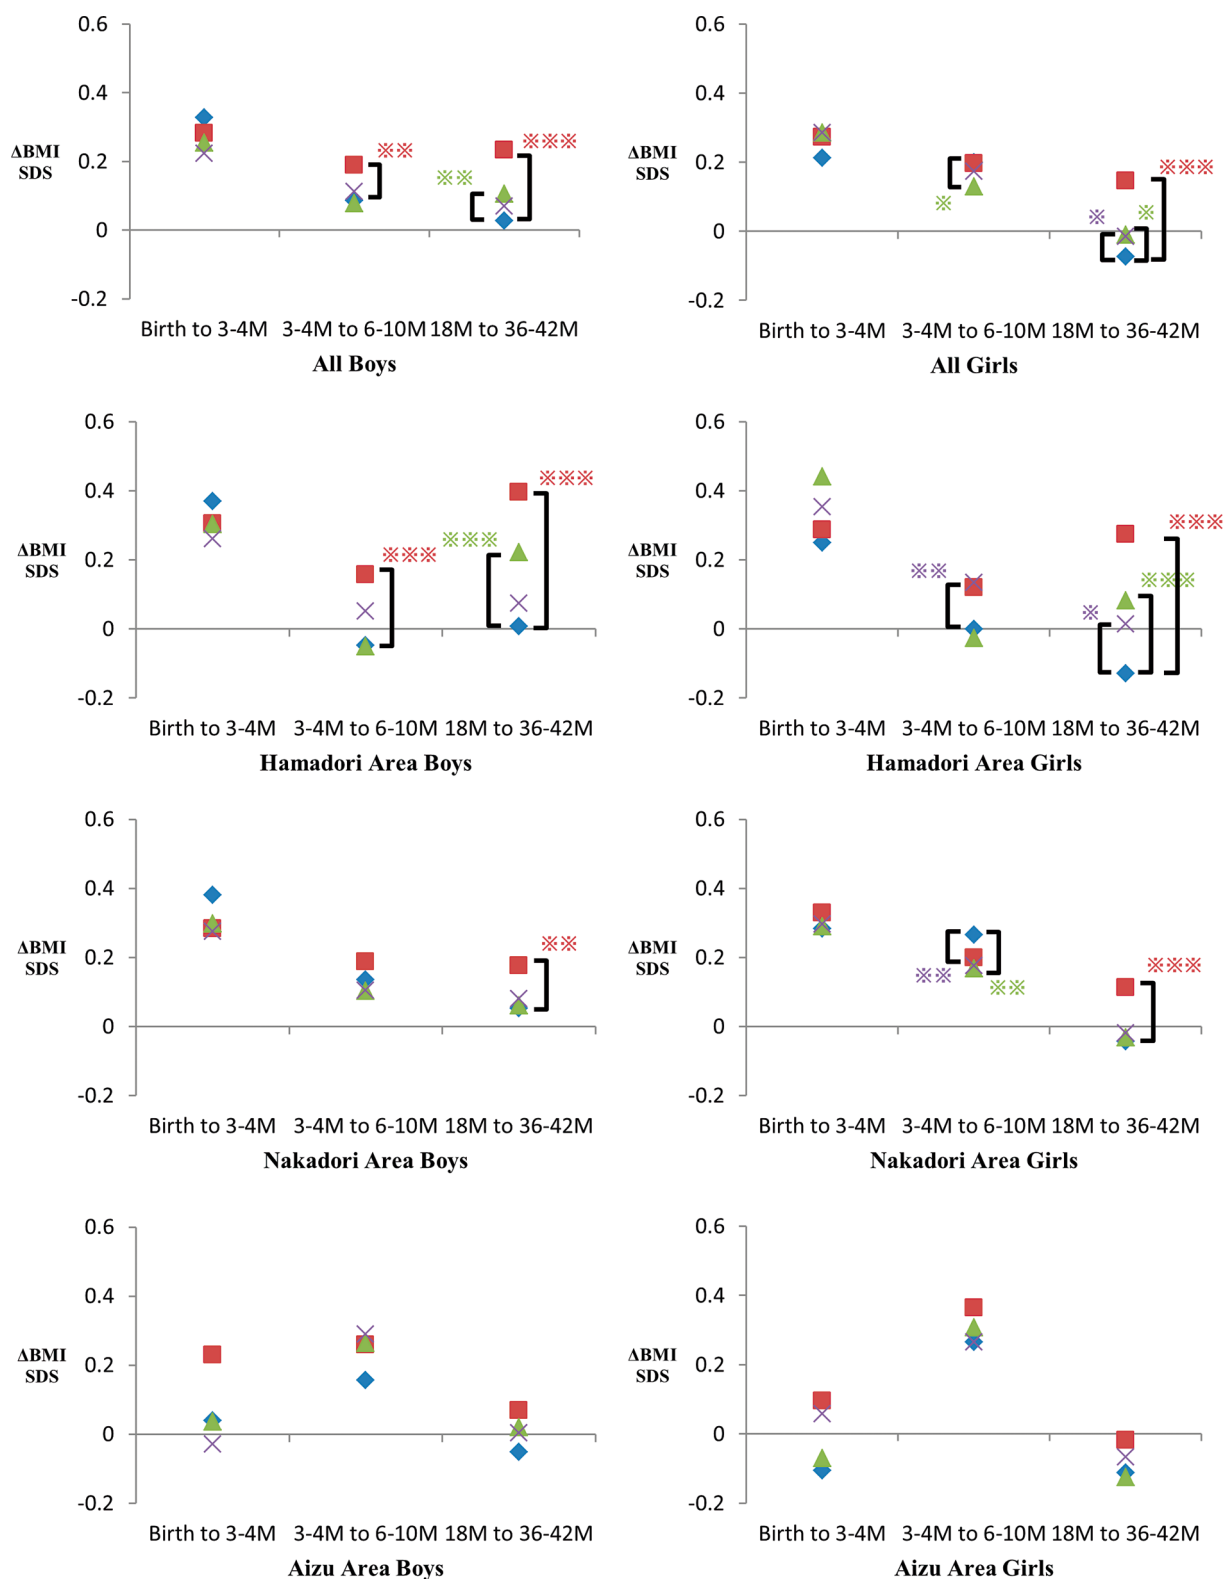 0.6
0.4
ΔBMI
SDS
0.2
0
-0.2
※※
※※
※※※
Birth to 3-4M 3-4M to 6-10M 18M to 36-42M
All Boys
0.6
0.4
ΔBMI
SDS
0.2
0
-0.2
※
※
※
※※※
Birth to 3-4M 3-4M to 6-10M 18M to 36-42M
All Girls
0.6
0.4
ΔBMI
SDS
0.2
0
-0.2
※※※
※※※
※※※
Birth to 3-4M 3-4M to 6-10M 18M to 36-42M
Hamadori Area Boys
0.6
0.4
ΔBMI
SDS
0.2
0
-0.2
※※
※
※※※
※※※
Birth to 3-4M 3-4M to 6-10M 18M to 36-42M
Hamadori Area Girls
0.6
0.4
ΔBMI
SDS
0.2
0
-0.2
※※
Birth to 3-4M 3-4M to 6-10M 18M to 36-42M
Nakadori Area Boys
0.6
0.4
ΔBMI
SDS
0.2
0
-0.2
※※
※※
※※※
Birth to 3-4M 3-4M to 6-10M 18M to 36-42M
Nakadori Area Girls
0.6
0.4
ΔBMI
SDS
0.2
0
-0.2
Birth to 3-4M 3-4M to 6-10M 18M to 36-42M
Aizu Area Boys
0.6
0.4
ΔBMI
SDS
0.2
0
-0.2
Birth to 3-4M 3-4M to 6-10M 18M to 36-42M
Aizu Area Girls